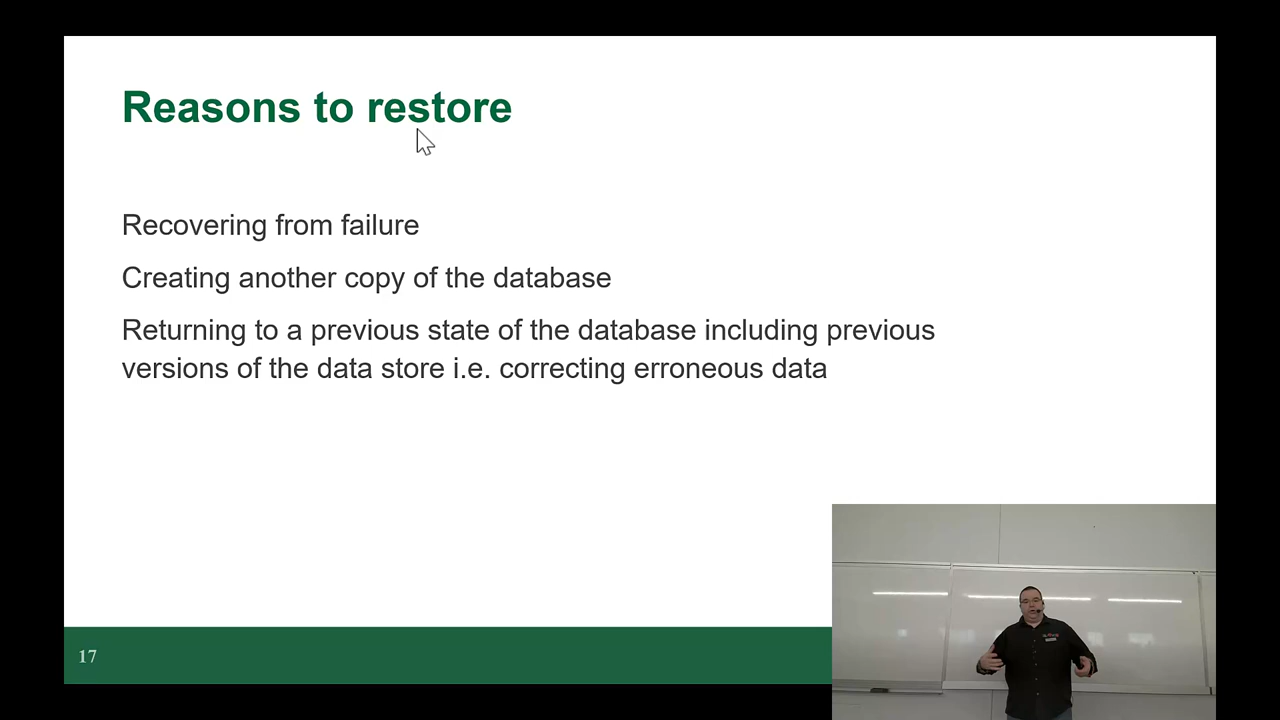 Reasons to restore
Recovering from failure
Creating another copy of the database
Returning to a previous state of the database including previous
versions of the data store i.e. correcting erroneous data
17